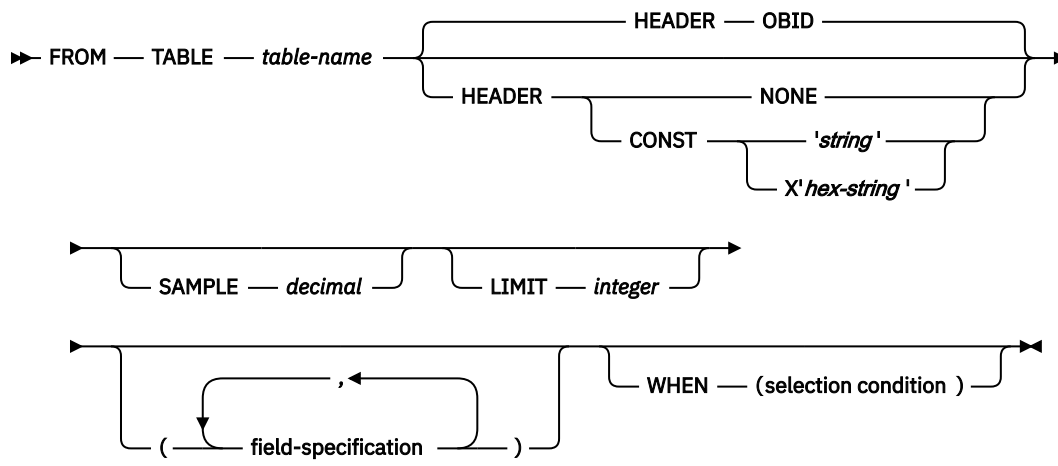 HEADER OBID
FROM TABLE table-name
HEADER NONE
CONST 'string'
X'hex-string'
SAMPLE decimal LIMIT integer
,
WHEN (selection condition )
( field-specification )